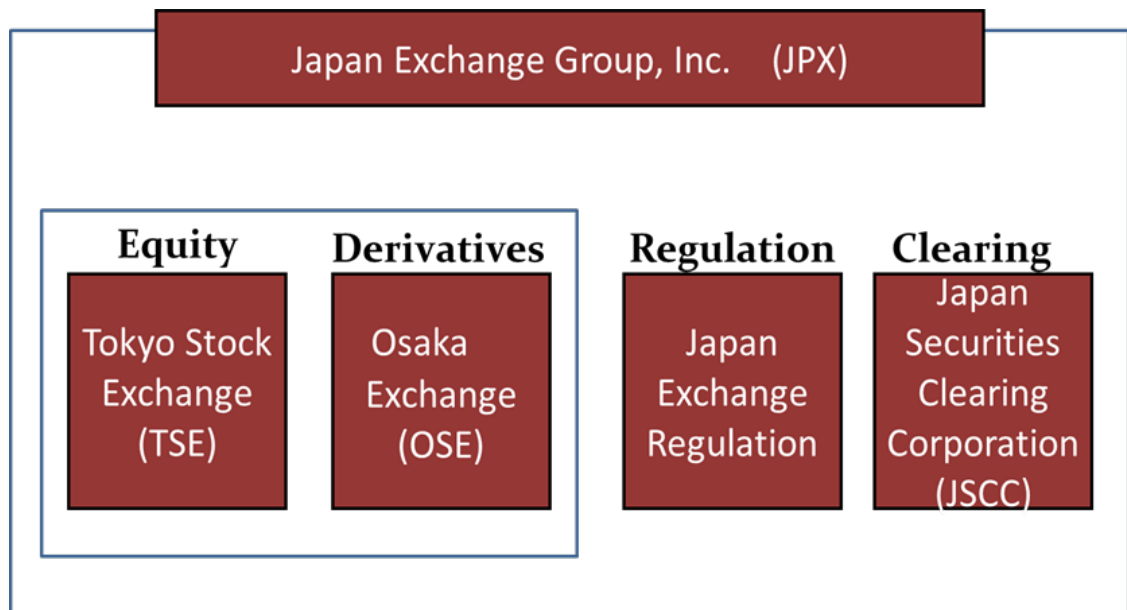 Japan Exchange Group, Inc. (JPX)
Equity
Tokyo Stock
Exchange
(TSE)
Derivatives
Osaka
Exchange
(OSE)
Regulation
Japan
Exchange
Regulation
Clearing
Japan
Securities
Clearing
Corporation
(JSCC)